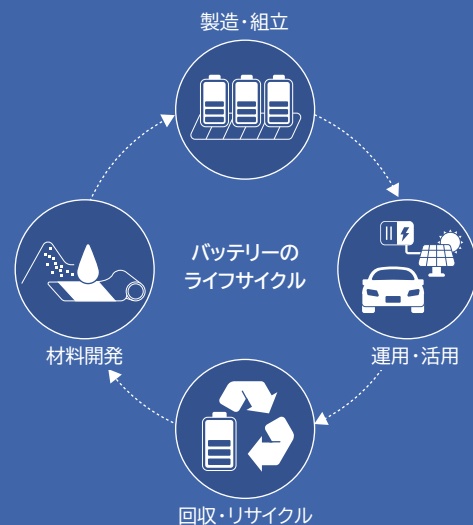 製造・組立
バッテリーの
ライフサイクル
材料開発
運用・活用
回収・リサイクル